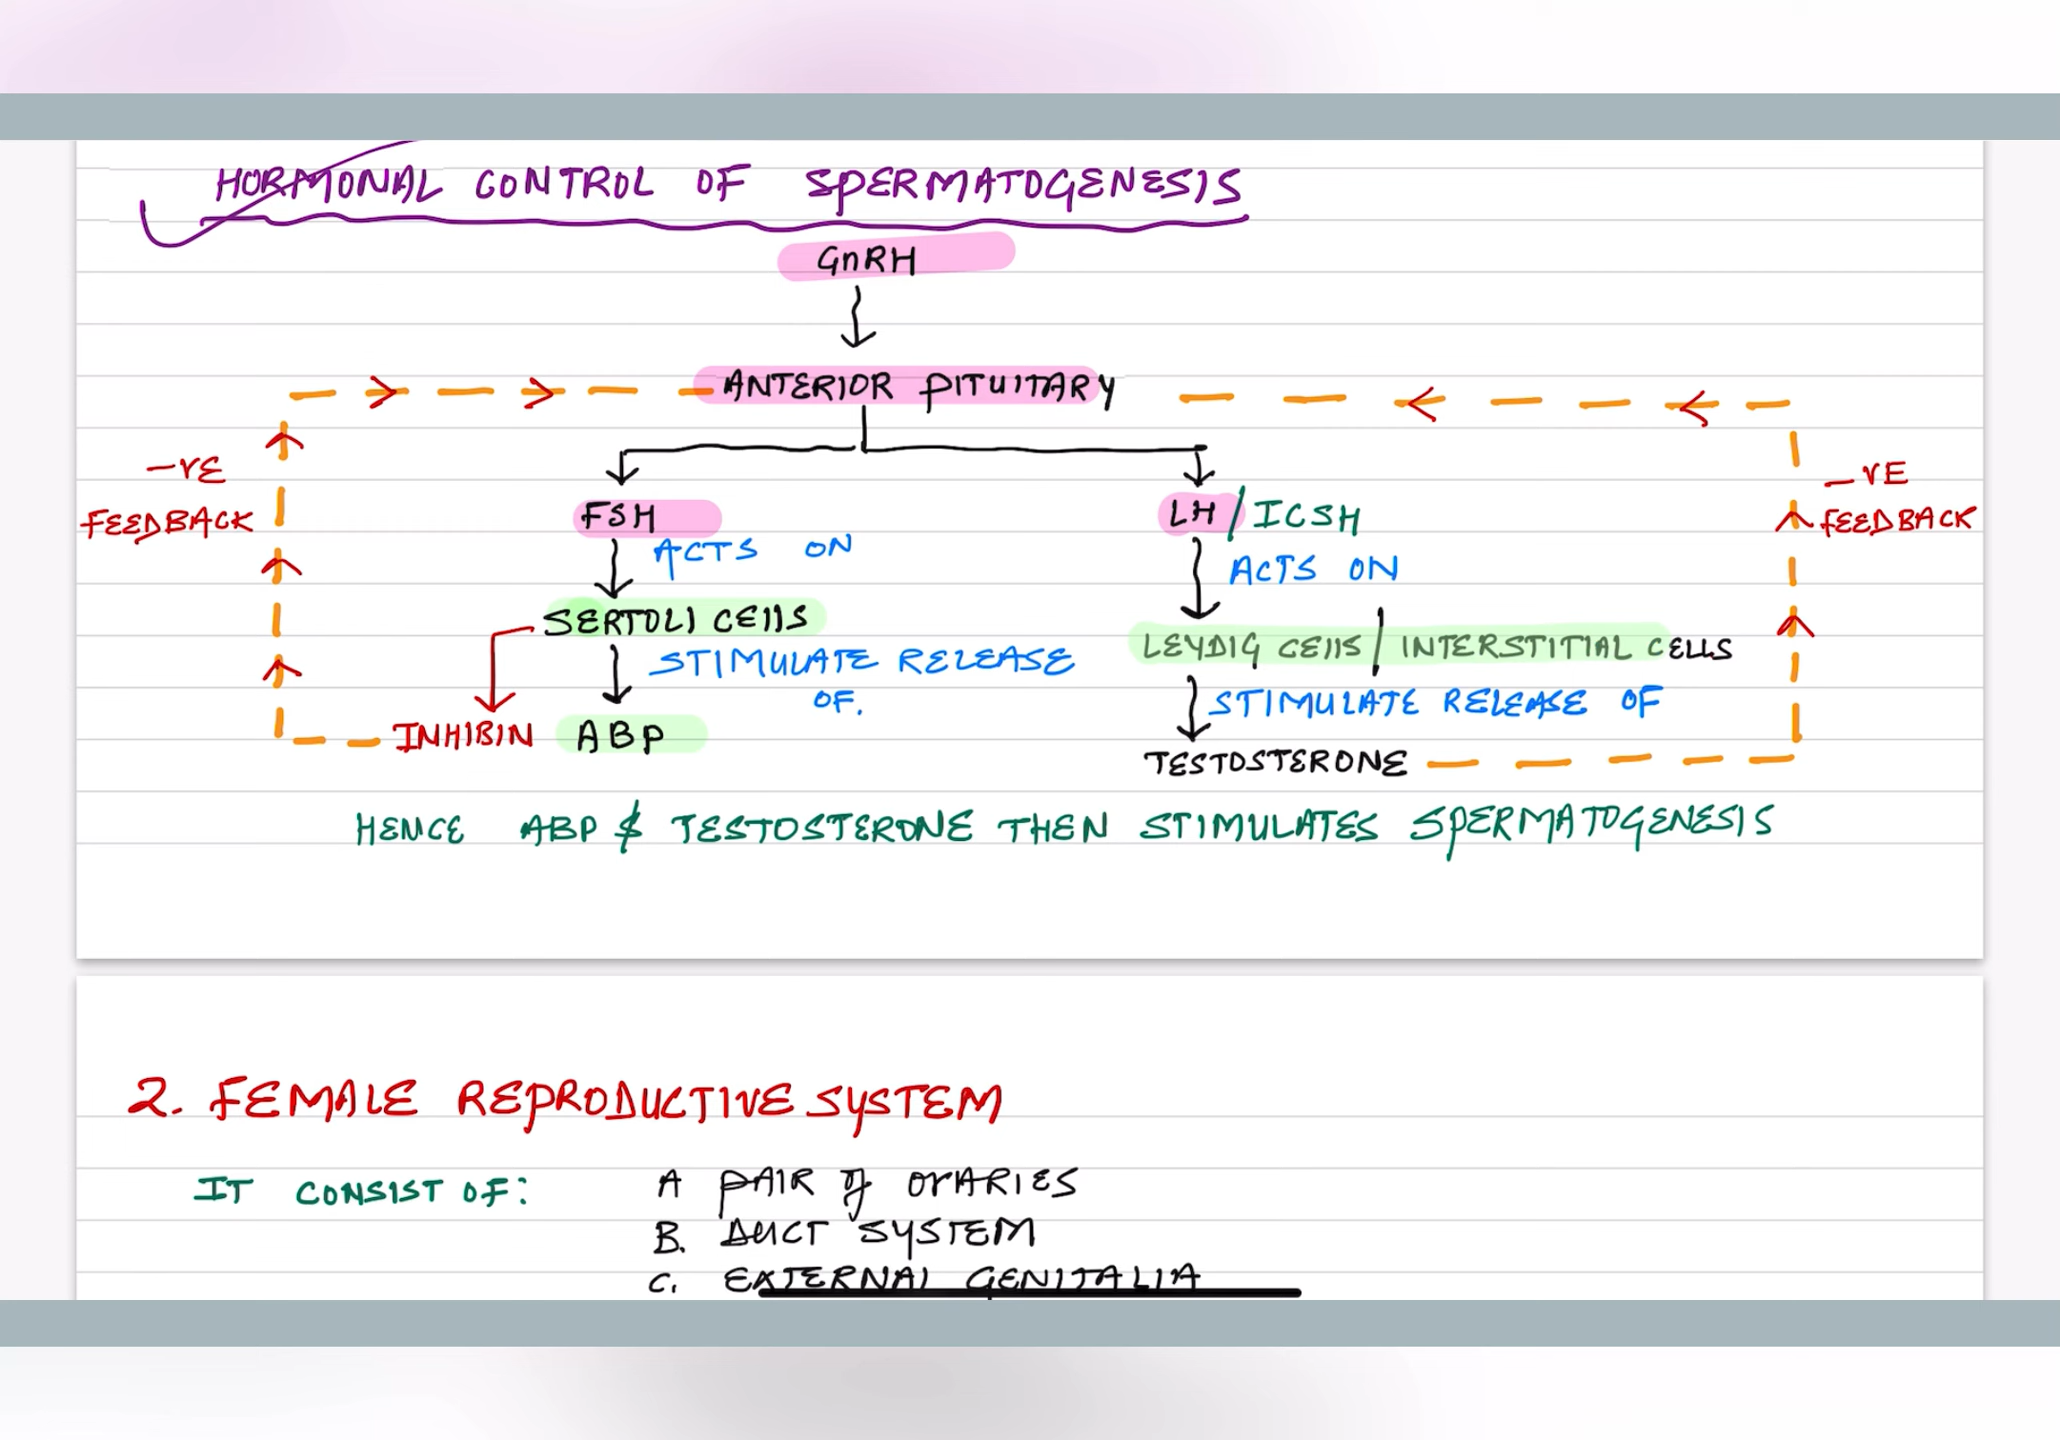 HORMONAL CONTROL OF SPERMATOGENESIS
GnRH
ANTERIOR PITUITARY
-VE
FEEDBACK
-VE
FEEDBACK
FSH
LH/ICSH
ACTS ON
ACTS ON
SERTOLI CEllS
LEYDIG CEllS/INTERSTITIAL CELLS
STIMULATE RELEASE
OF.
STIMULATE RELEASE OF
INHIBIN
ABP
TESTOSTERONE
HENCE ABP & TESTOSTERONE THEN STIMULATES SPERMATOGENESIS
2. FEMALE REPRODUCTIVE SYSTEM
IT CONSIST OF:
A PAIR of OVARIES
B. DUCT SYSTEM
C. EXTERNAL GENITALIA